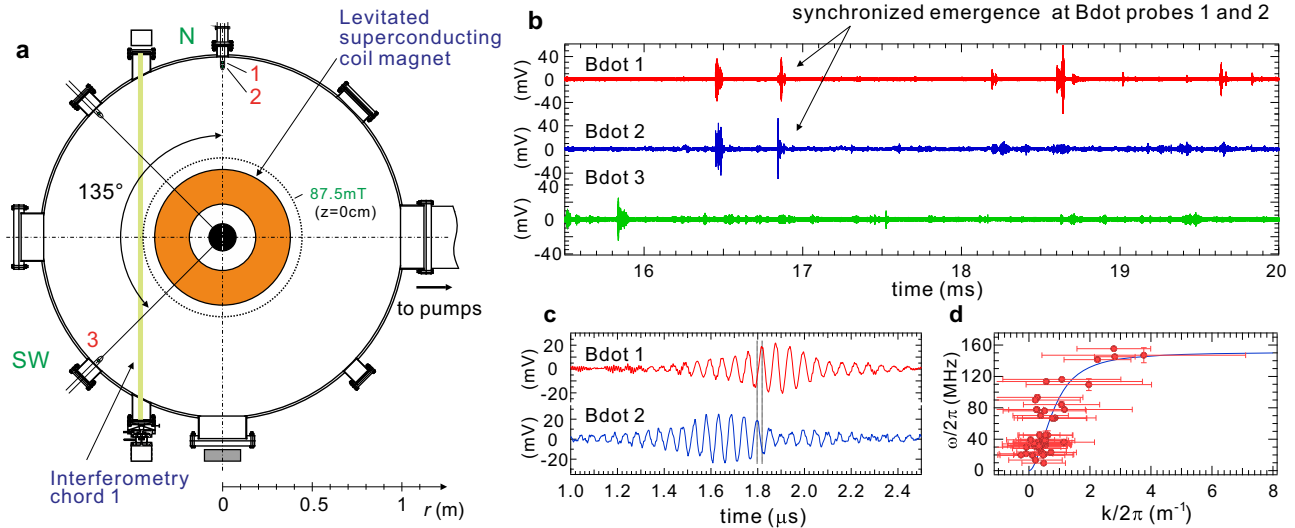 a
N
Levitated
superconducting
coil magnet
1
2
135°
87.5mT
(z=0cm)
to pumps
3
SW
Interferometry
chord 1
0 0.5 1 r (m)
b
synchronized emergence at Bdot probes 1 and 2
Bdot 1
(mV)
40
0
-40
Bdot 2
(mV)
40
0
-40
Bdot 3
(mV)
40
0
-40
16 17 18 19 20
time (ms)
c
Bdot 1
(mV)
20
0
-20
Bdot 2
(mV)
20
0
-20
1.0 1.2 1.4 1.6 1.8 2.0 2.2 2.4
time (μs)
d
ω/2π (MHz)
160
120
80
40
0
0 2 4 6 8
k/2π (m⁻¹)